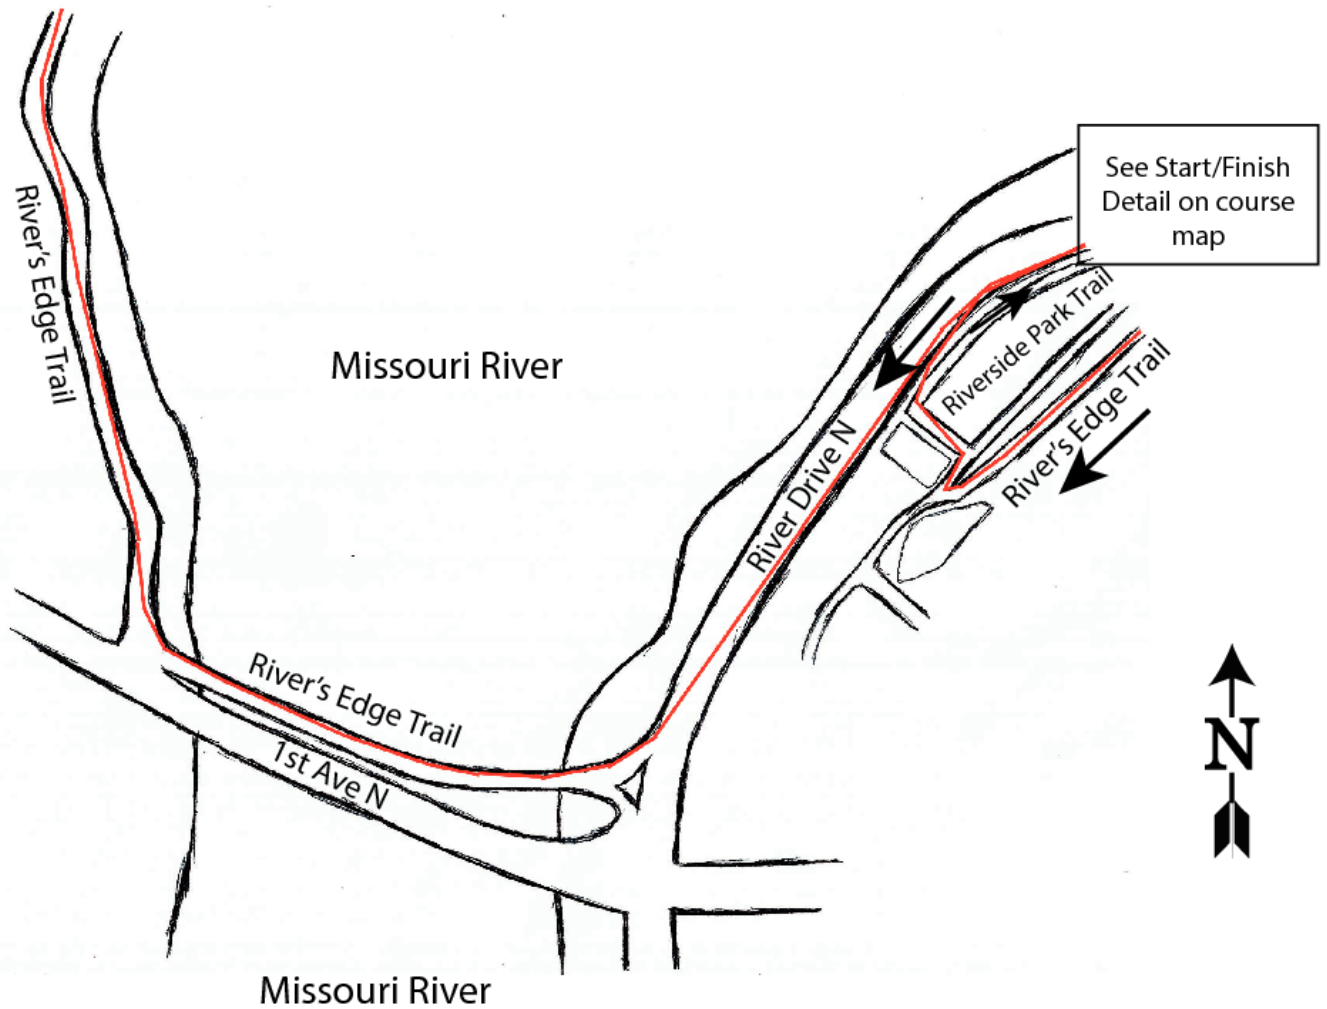 See Start/Finish
Detail on course
map
River's Edge Trail
Missouri River
Riverside Park Trail
River's Edge Trail
River Drive N
River's Edge Trail
1st Ave N
N
Missouri River